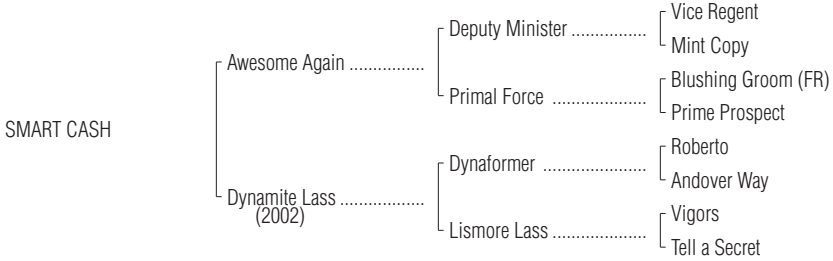 Vice Regent
Deputy Minister ................
Mint Copy
Awesome Again ................
Blushing Groom (FR)
Primal Force ....................
Prime Prospect
SMART CASH
Roberto
Dynaformer ......................
Andover Way
Dynamite Lass ..................
(2002)
Vigors
Lismore Lass ....................
Tell a Secret